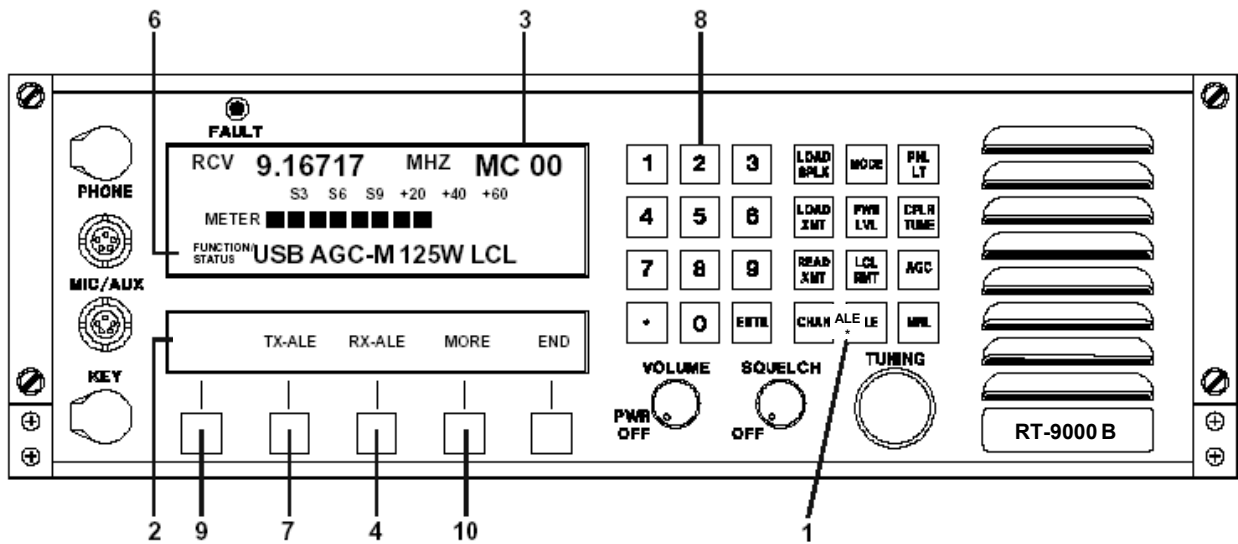 6 3 8
FAULT
RCV 9.16717 MHZ MC 00
S3 S6 S9 +20 +40 +60
METER
FUNCTION/
STATUS USB AGC-M 125W LCL
PHONE
MIC/AUX
KEY
TX-ALE RX-ALE MORE END
1 2 3 LOAD SPLX MODE PNL LT
4 5 6 LOAD XMT PWR LVL CPLR TUNE
7 8 9 READ XMT LCL RMT AGC
• 0 ENTR CHAN ALE * LE MNL
VOLUME SQUELCH TUNING
PWR
OFF OFF
RT-9000 B
2 9 7 4 10 1